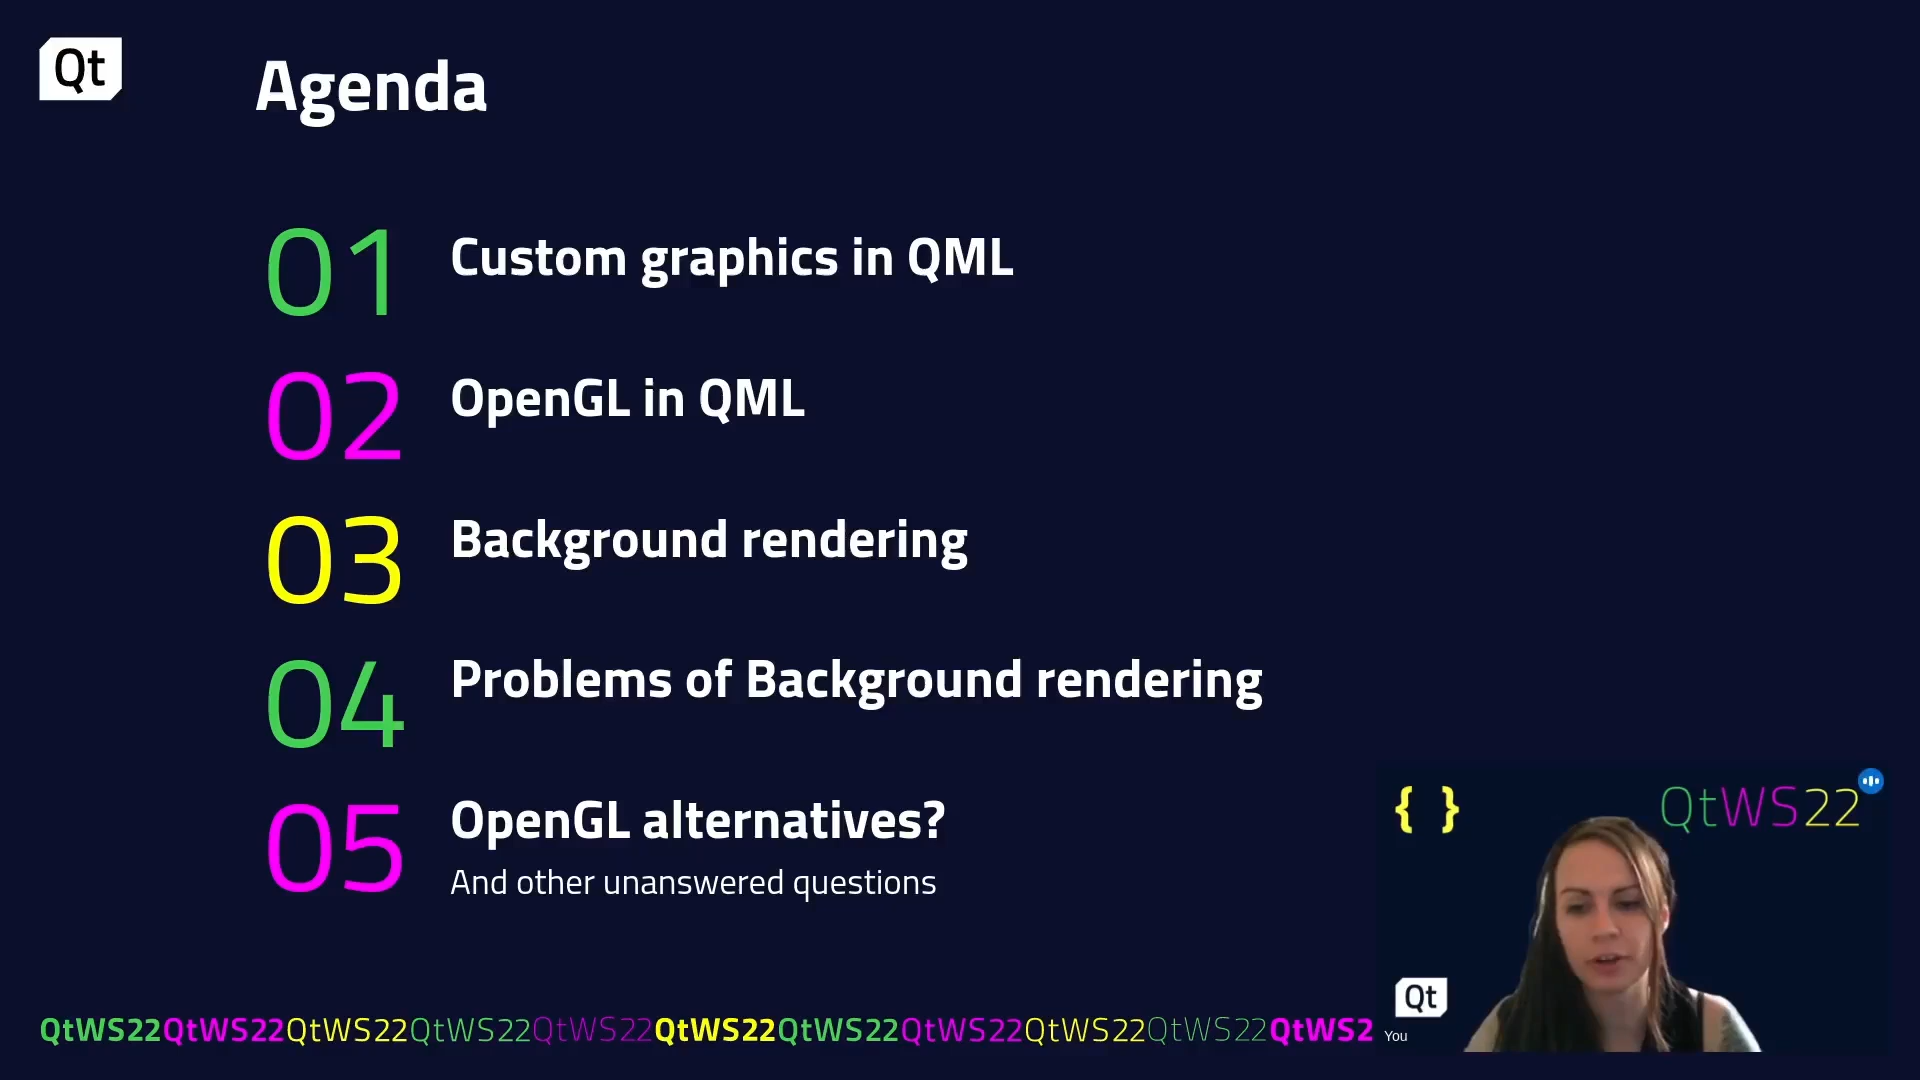 Qt
Agenda
01 Custom graphics in QML
02 OpenGL in QML
03 Background rendering
04 Problems of Background rendering
05 OpenGL alternatives?
And other unanswered questions
{ } QtWS22
Qt
You
QtWS22QtWS22QtWS22QtWS22QtWS22QtWS22QtWS22QtWS22QtWS22QtWS22QtWS2